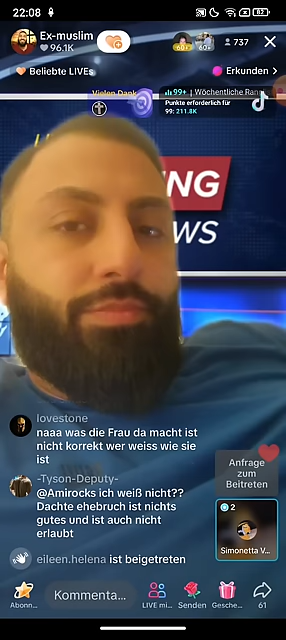 22:08
82
Ex-muslim
96.1K
60+
60+
737
Beliebte LIVEs
Erkunden
Vielen Dank
99+ | Wöchentliche Ran
Punkte erforderlich für
99: 211.8K
NG
WS
lovestone
naaa was die Frau da macht ist
nicht korrekt wer weiss wie sie
ist
-Tyson-Deputy-
@Amirocks ich weiß nicht??
Dachte ehebruch ist nichts
gutes und ist auch nicht
erlaubt
eileen.helena ist beigetreten
Anfrage
zum
Beitreten
2
Simonetta V...
Abonn...
Kommenta...
LIVE mi...
Senden
Gesche...
61